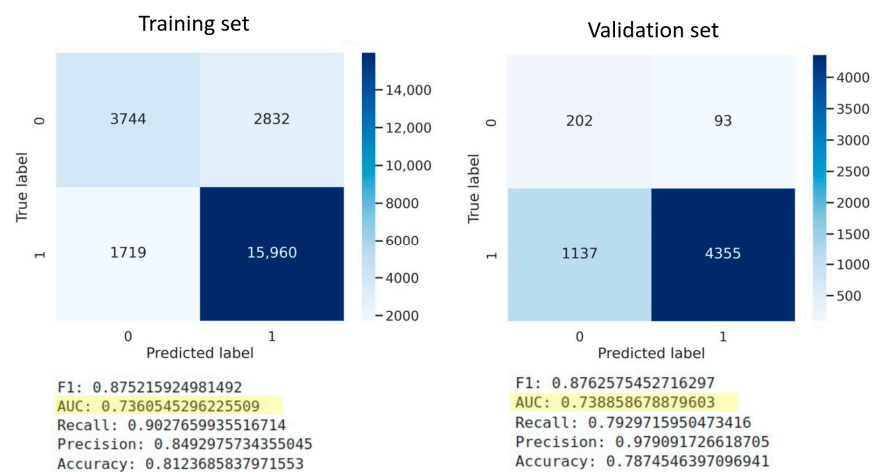 Training set
0
3744
2832
1
1719
15,960
0
1
True label
Predicted label
14,000
12,000
10,000
8000
6000
4000
2000
F1: 0.875215924981492
AUC: 0.7360545296225509
Recall: 0.9027659935516714
Precision: 0.8492975734355045
Accuracy: 0.8123685837971553
Validation set
0
202
93
1
1137
4355
0
1
True label
Predicted label
4000
3500
3000
2500
2000
1500
1000
500
F1: 0.8762575452716297
AUC: 0.738858678879603
Recall: 0.7929715950473416
Precision: 0.979091726618705
Accuracy: 0.7874546397096941